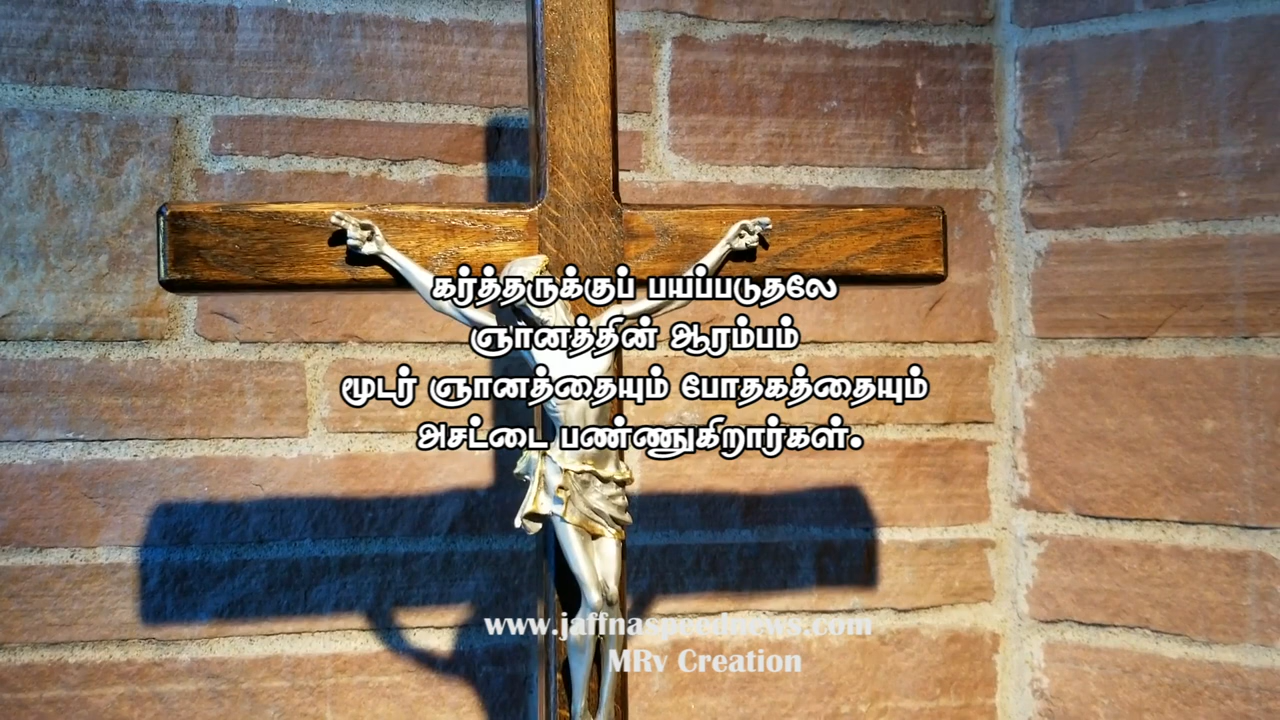 கர்த்தருக்குப் பயப்படுதலே
ஞானத்தின் ஆரம்பம்
மூடர் ஞானத்தையும் போதகத்தையும்
அசட்டை பண்ணுகிறார்கள்.
www.jaffnaspeednews.com
MRv Creation